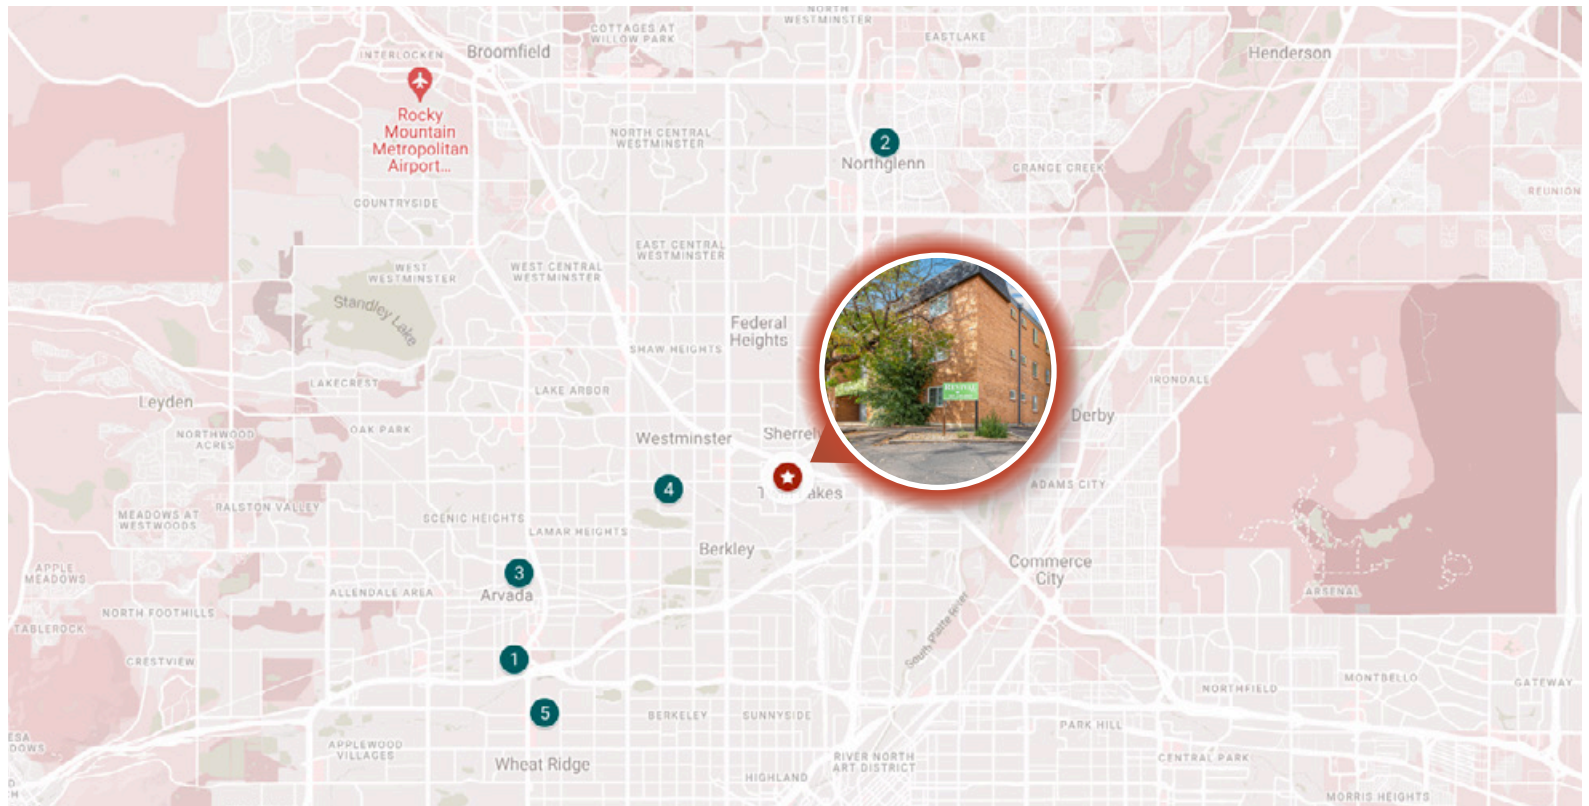 NORTH
WESTMINSTER
COTTAGES AT
WILLOW PARK
EASTLAKE
INTERLOCKEN
Broomfield
Henderson
Rocky
Mountain
Metropolitan
Airport...
NORTH CENTRAL
WESTMINSTER
2
Northglenn
GRANGE CREEK
REUNION
COUNTRYSIDE
EAST CENTRAL
WESTMINSTER
WEST
WESTMINSTER
WEST CENTRAL
WESTMINSTER
Standley Lake
Federal
Heights
SHAW HEIGHTS
LAKECREST
LAKE ARBOR
IRONDALE
Leyden
REVIVAL
Derby
NORTHWOOD
ACRES
OAK PARK
Westminster
Sherrelw
4
akes
ADAMS CITY
MEADOWS AT
WESTWOODS
RALSTON VALLEY
SCENIC HEIGHTS
LAMAR HEIGHTS
Berkley
APPLE
MEADOWS
3
Arvada
Commerce
City
ALLENDALE AREA
ARSENAL
NORTH FOOTHILLS
TABLEROCK
South Platte River
CRESTVIEW
1
NORTHFIELD
MONTBELLO
GATEWAY
5
BERKELEY
SUNNYSIDE
PARK HILL
ESA
DOWS
APPLEWOOD
VILLAGES
Wheat Ridge
RIVER NORTH
ART DISTRICT
CENTRAL PARK
HIGHLAND
MORRIS HEIGHTS